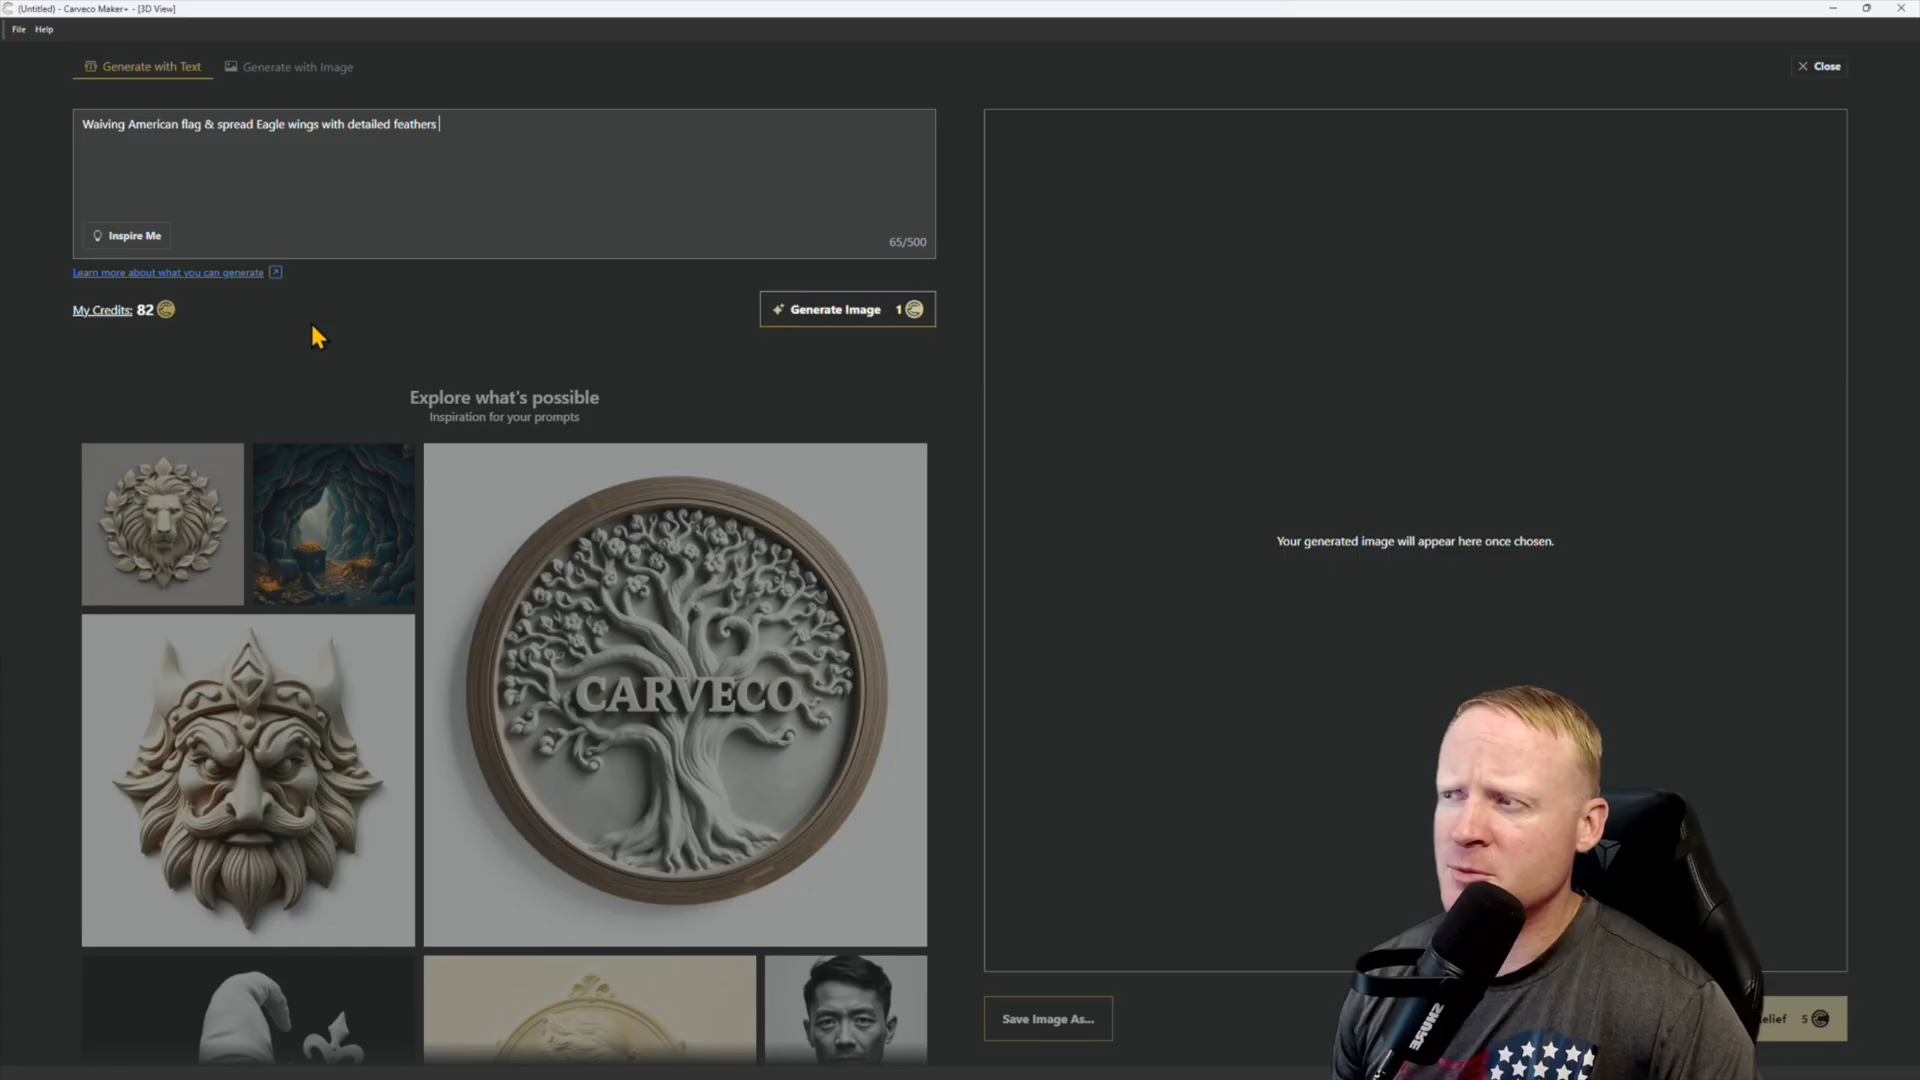 (Untitled) - Carveco Maker+ - [3D View]
File Help
Generate with Text Generate with Image
Close
Waiving American flag & spread Eagle wings with detailed feathers
Inspire Me
65/500
Learn more about what you can generate
My Credits: 82
Generate Image 1
Explore what's possible
Inspiration for your prompts
CARVECO
Your generated image will appear here once chosen.
Save Image As...
5
SHURE